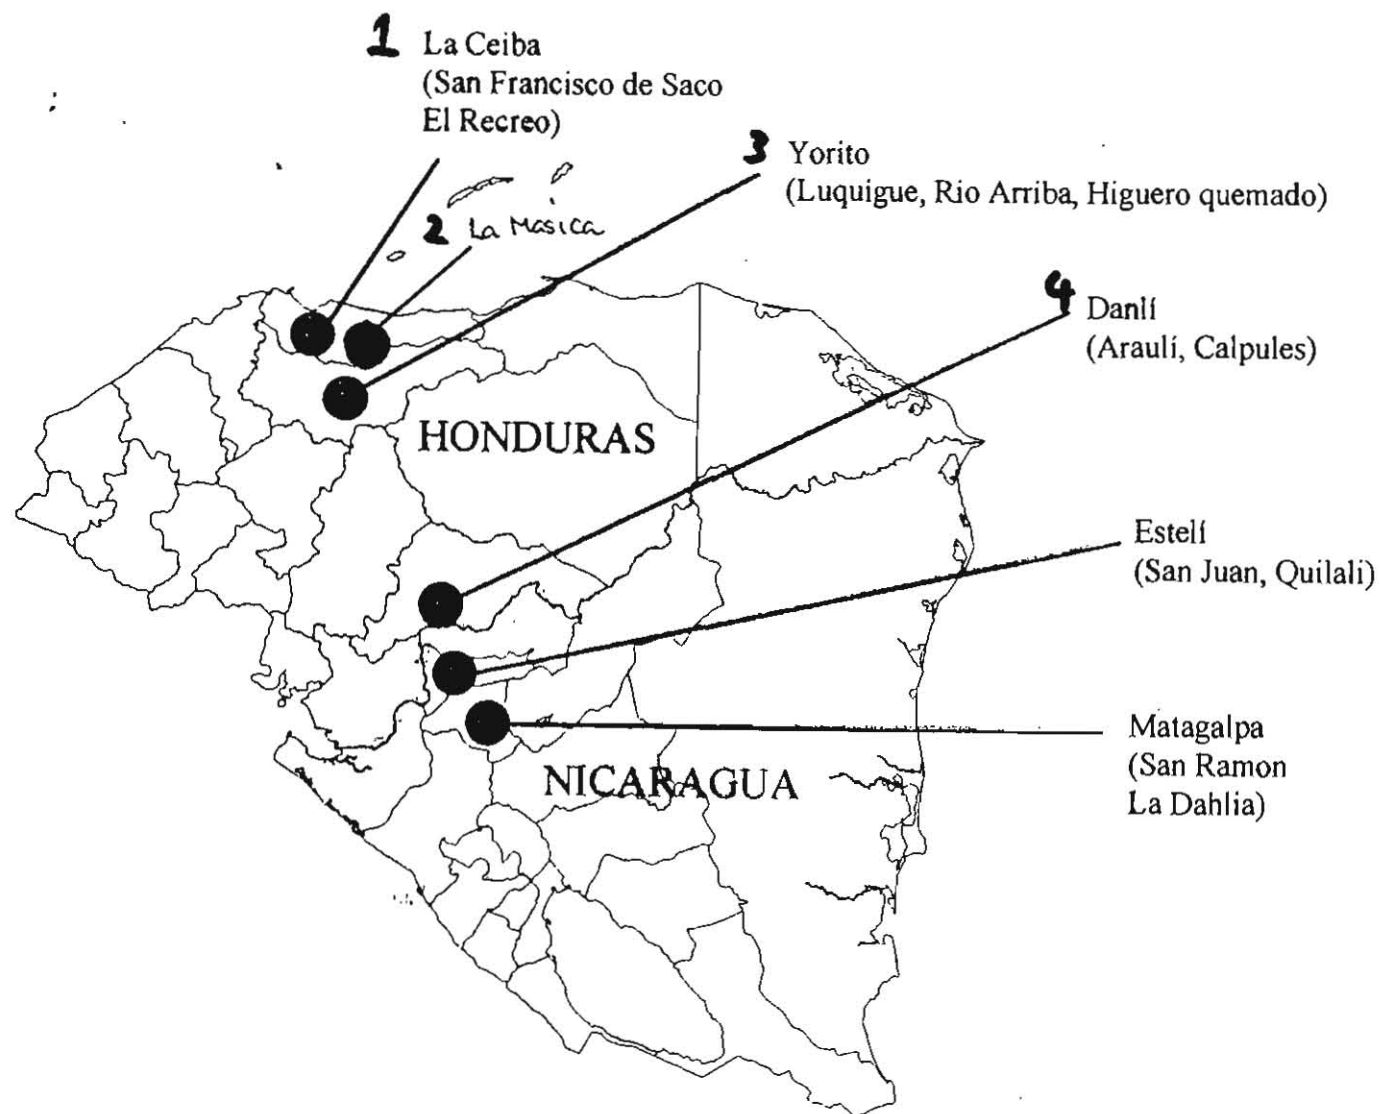 1 La Ceiba
(San Francisco de Saco
El Recreo)
3 Yorito
(Luquigue, Rio Arriba, Higuero quemado)
2 La Masica
4 Danlí
(Araulí, Calpules)
HONDURAS
Estelí
(San Juan, Quilali)
Matagalpa
(San Ramon
La Dahlia)
NICARAGUA